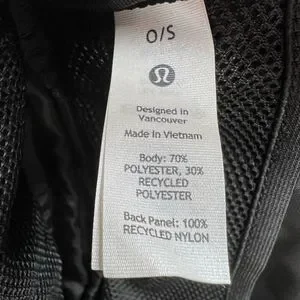 O/S
Designed in
Vancouver
Made in Vietnam
Body: 70%
POLYESTER, 30%
RECYCLED
POLYESTER
Back Panel: 100%
RECYCLED NYLON